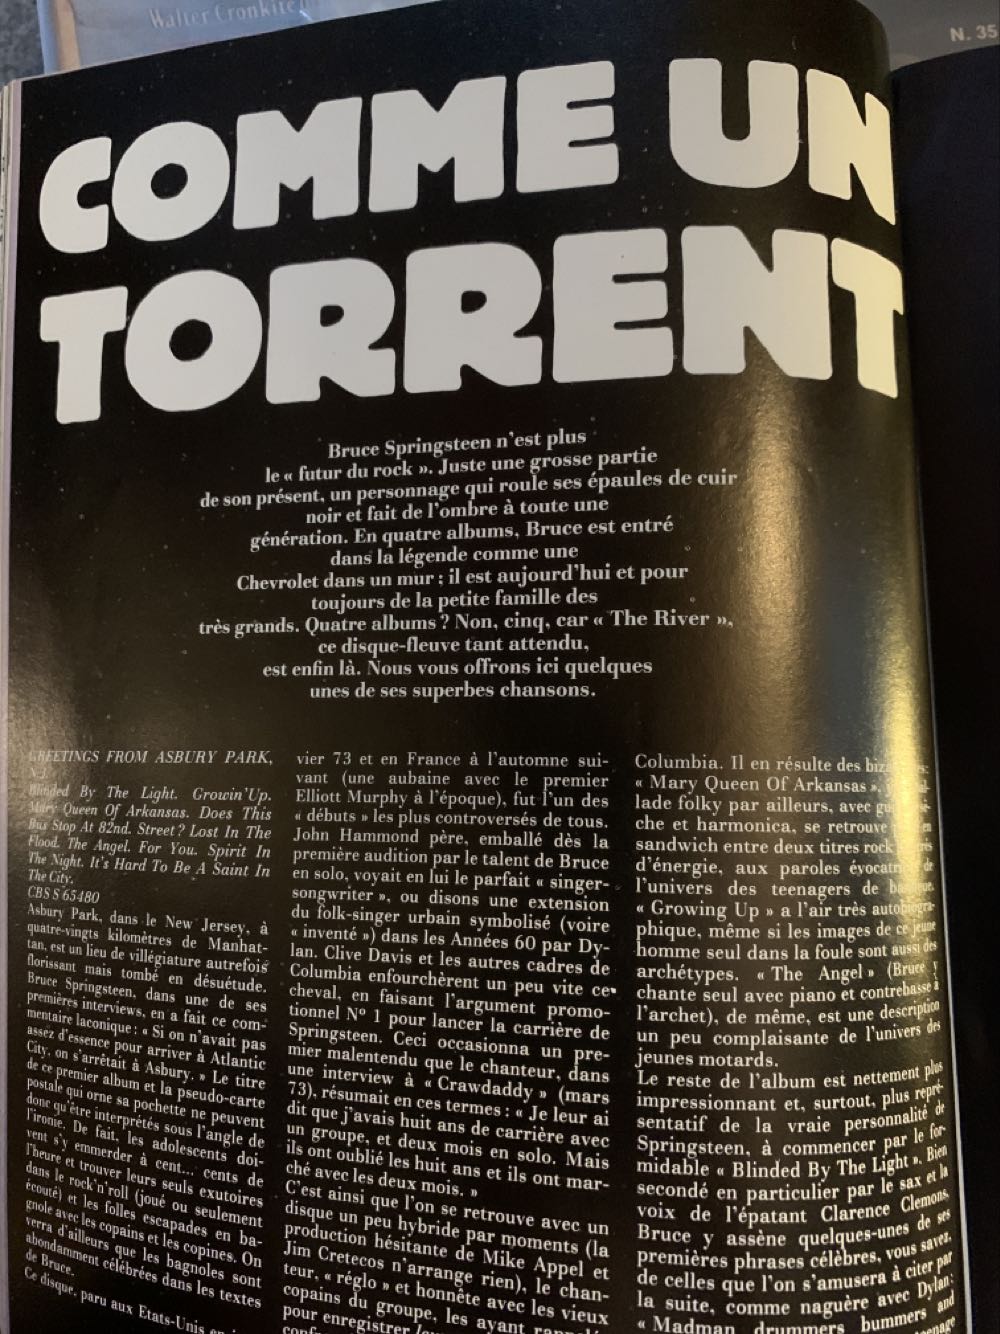 Walter Cronkite
N. 35
COMME UN
TORRENT
Bruce Springsteen n'est plus
le « futur du rock ». Juste une grosse partie
de son présent, un personnage qui roule ses épaules de cuir
noir et fait de l'ombre à toute une
génération. En quatre albums, Bruce est entré
dans la légende comme une
Chevrolet dans un mur ; il est aujourd'hui et pour
toujours de la petite famille des
très grands. Quatre albums ? Non, cinq, car « The River »,
ce disque-fleuve tant attendu,
est enfin là. Nous vous offrons ici quelques
unes de ses superbes chansons.
GREETINGS FROM ASBURY PARK,
N.J.
Blinded By The Light. Growin'Up.
Mary Queen Of Arkansas. Does This
Bus Stop At 82nd. Street ? Lost In The
Flood. The Angel. For You. Spirit In
The Night. It's Hard To Be A Saint In
The City.
CBS S 65480
Asbury Park, dans le New Jersey, à
quatre-vingts kilomètres de Manhat-
tan, est un lieu de villégiature autrefois
florissant mais tombé en désuétude.
Bruce Springsteen, dans une de ses
premières interviews, en a fait ce com-
mentaire laconique : « Si on n'avait pas
assez d'essence pour arriver à Atlantic
City, on s'arrêtait à Asbury. » Le titre
de ce premier album et la pseudo-carte
postale qui orne sa pochette ne peuvent
donc qu'être interprétés sous l'angle de
l'ironie. De fait, les adolescents doi-
vent s'y emmerder à cent... cents de
l'heure et trouver leurs seuls exutoires
dans le rock'n'roll (joué ou seulement
écouté) et les folles escapades en ba-
gnole avec les copains et les copines. On
verra d'ailleurs que les bagnoles sont
abondamment célébrées dans les textes
de Bruce.
Ce disque, paru aux Etats-Unis en
vier 73 et en France à l'automne sui-
vant (une aubaine avec le premier
Elliott Murphy à l'époque), fut l'un des
« débuts » les plus controversés de tous.
John Hammond père, emballé dès la
première audition par le talent de Bruce
en solo, voyait en lui le parfait « singer-
songwriter », ou disons une extension
du folk-singer urbain symbolisé (voire
« inventé ») dans les Années 60 par Dy-
lan. Clive Davis et les autres cadres de
Columbia enfourchèrent un peu vite ce
cheval, en faisant l'argument promo-
tionnel Nº 1 pour lancer la carrière de
Springsteen. Ceci occasionna un pre-
mier malentendu que le chanteur, dans
une interview à « Crawdaddy » (mars
73), résumait en ces termes : « Je leur ai
dit que j'avais huit ans de carrière avec
un groupe, et deux mois en solo. Mais
ils ont oublié les huit ans et ils ont mar-
ché avec les deux mois. »
C'est ainsi que l'on se retrouve avec un
disque un peu hybride par moments (la
production hésitante de Mike Appel et
Jim Cretecos n'arrange rien), le chan-
teur, « réglo » et honnête avec les vieux
copains du groupe, les ayant
pour enregistrer
Columbia. Il en résulte des
« Mary Queen Of Arkansas »,
lade folky par ailleurs, avec
che et harmonica, se retrouve en
sandwich entre deux titres rock
d'énergie, aux paroles évocatrices de
l'univers des teenagers de banlieue.
« Growing Up » a l'air très autobiogra-
phique, même si les images de ce jeune
homme seul dans la foule sont aussi des
archétypes. « The Angel » (Bruce y
chante seul avec piano et contrebasse à
l'archet), de même, est une description
un peu complaisante de l'univers des
jeunes motards.
Le reste de l'album est nettement plus
impressionnant et, surtout, plus repré-
sentatif de la vraie personnalité de
Springsteen, à commencer par le for-
midable « Blinded By The Light ». Bien
secondé en particulier par le sax et la
voix de l'épatant Clarence Clemons,
Bruce y assène quelques-unes de ses
premières phrases célèbres, vous savez,
de celles que l'on s'amusera à citer par
la suite, comme naguère avec Dylan :
« Madman drummers bummers and